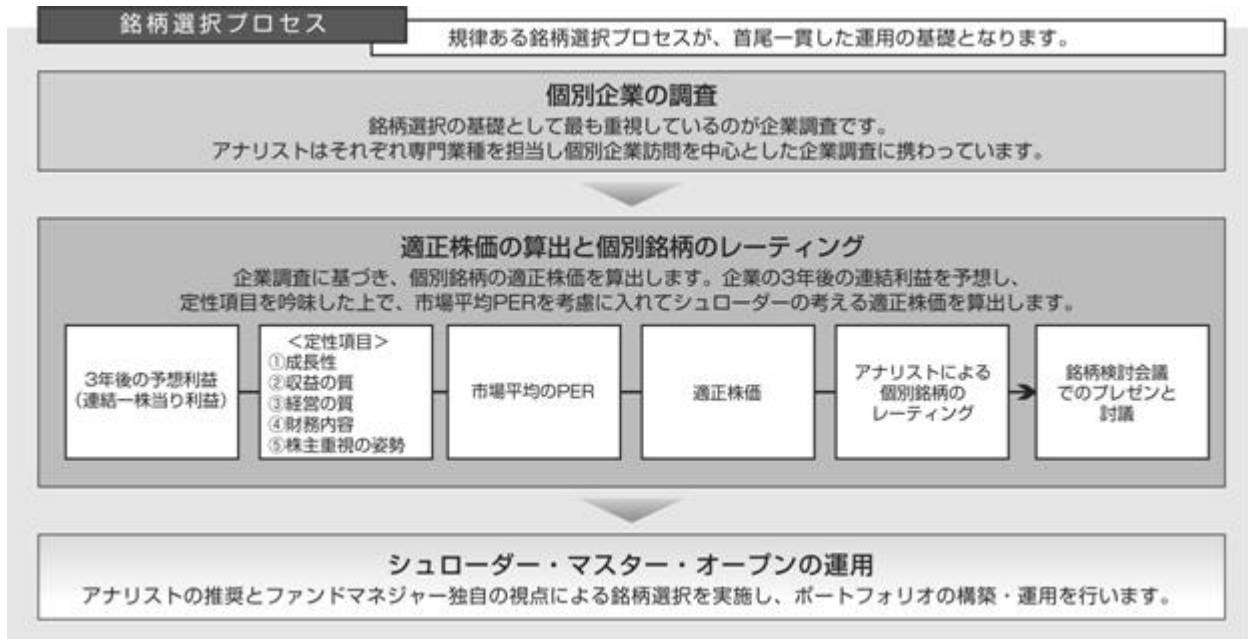 銘柄選択プロセス
規律ある銘柄選択プロセスが、首尾一貫した運用の基礎となります。
個別企業の調査
銘柄選択の基礎として最も重視しているのが企業調査です。
アナリストはそれぞれ専門業種を担当し個別企業訪問を中心とした企業調査に携わっています。
適正株価の算出と個別銘柄のレーティング
企業調査に基づき、個別銘柄の適正株価を算出します。企業の3年後の連結利益を予想し、
定性項目を吟味した上で、市場平均PERを考慮に入れてシュローダーの考える適正株価を算出します。
3年後の予想利益
(連結一株当り利益)
＜定性項目＞
①成長性
②収益の質
③経営の質
④財務内容
⑤株主重視の姿勢
市場平均のPER
適正株価
アナリストによる
個別銘柄の
レーティング
銘柄検討会議
でのプレゼンと
討議
シュローダー・マスター・オープンの運用
アナリストの推奨とファンドマネジャー独自の視点による銘柄選択を実施し、ポートフォリオの構築・運用を行います。